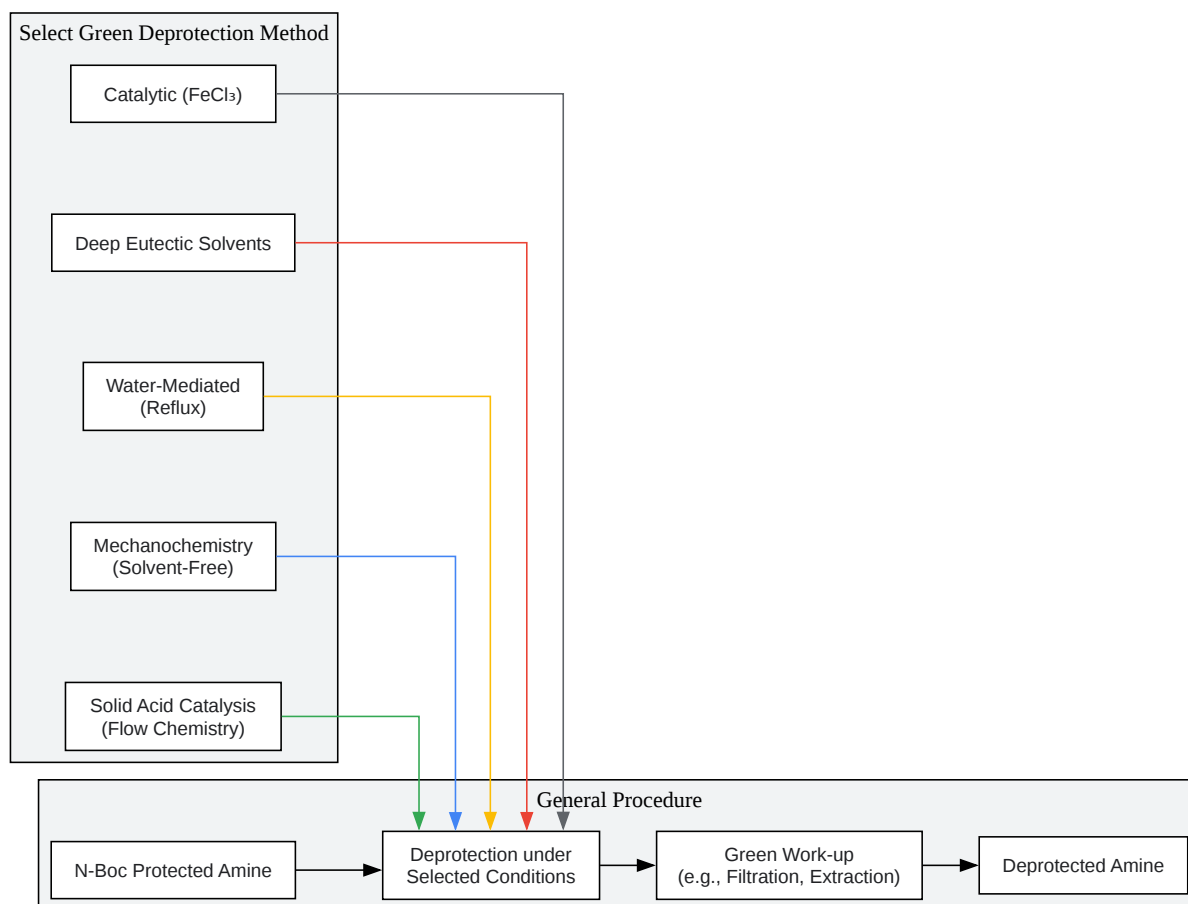 Select Green Deprotection Method
Catalytic (FeCl₃)
Deep Eutectic Solvents
Water-Mediated
(Reflux)
Mechanochemistry
(Solvent-Free)
Solid Acid Catalysis
(Flow Chemistry)
General Procedure
N-Boc Protected Amine
Deprotection under
Selected Conditions
Green Work-up
(e.g., Filtration, Extraction)
Deprotected Amine